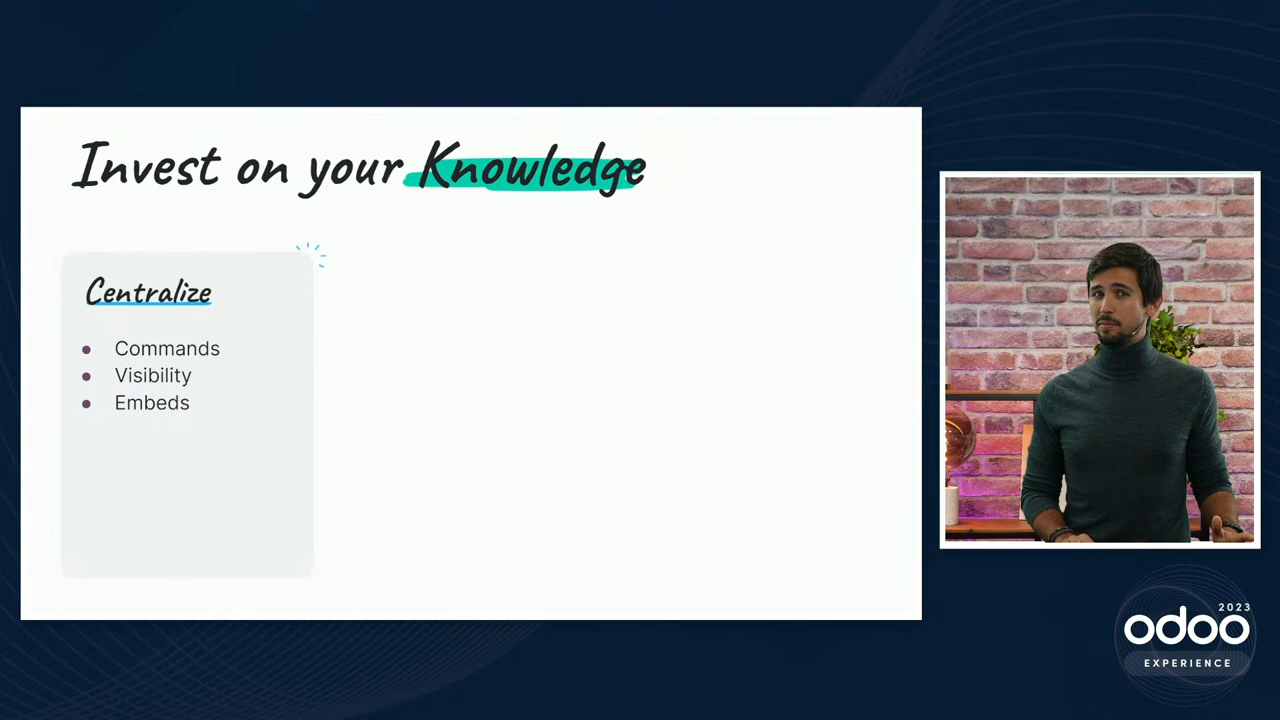 Invest on your Knowledge
Centralize
Commands
Visibility
Embeds
2023
odoo
EXPERIENCE